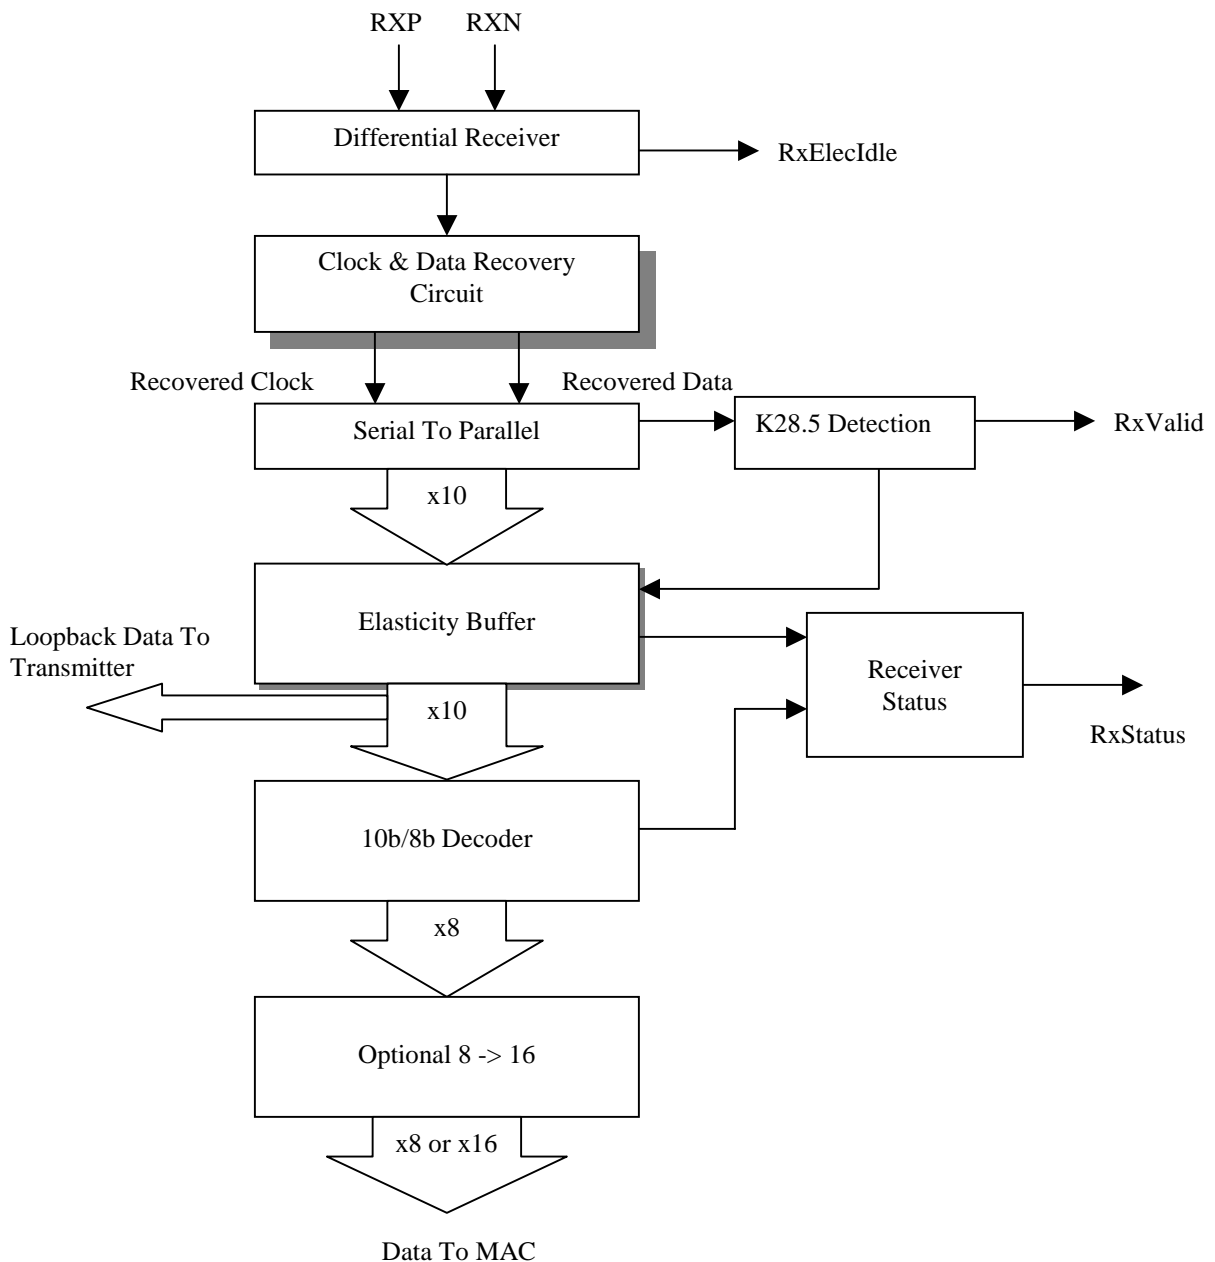 RXP RXN
Differential Receiver
RxElecIdle
Clock & Data Recovery
Circuit
Recovered Clock
Recovered Data
Serial To Parallel
K28.5 Detection
RxValid
x10
Elasticity Buffer
Loopback Data To
Transmitter
Receiver
Status
x10
RxStatus
10b/8b Decoder
x8
Optional 8 -> 16
x8 or x16
Data To MAC